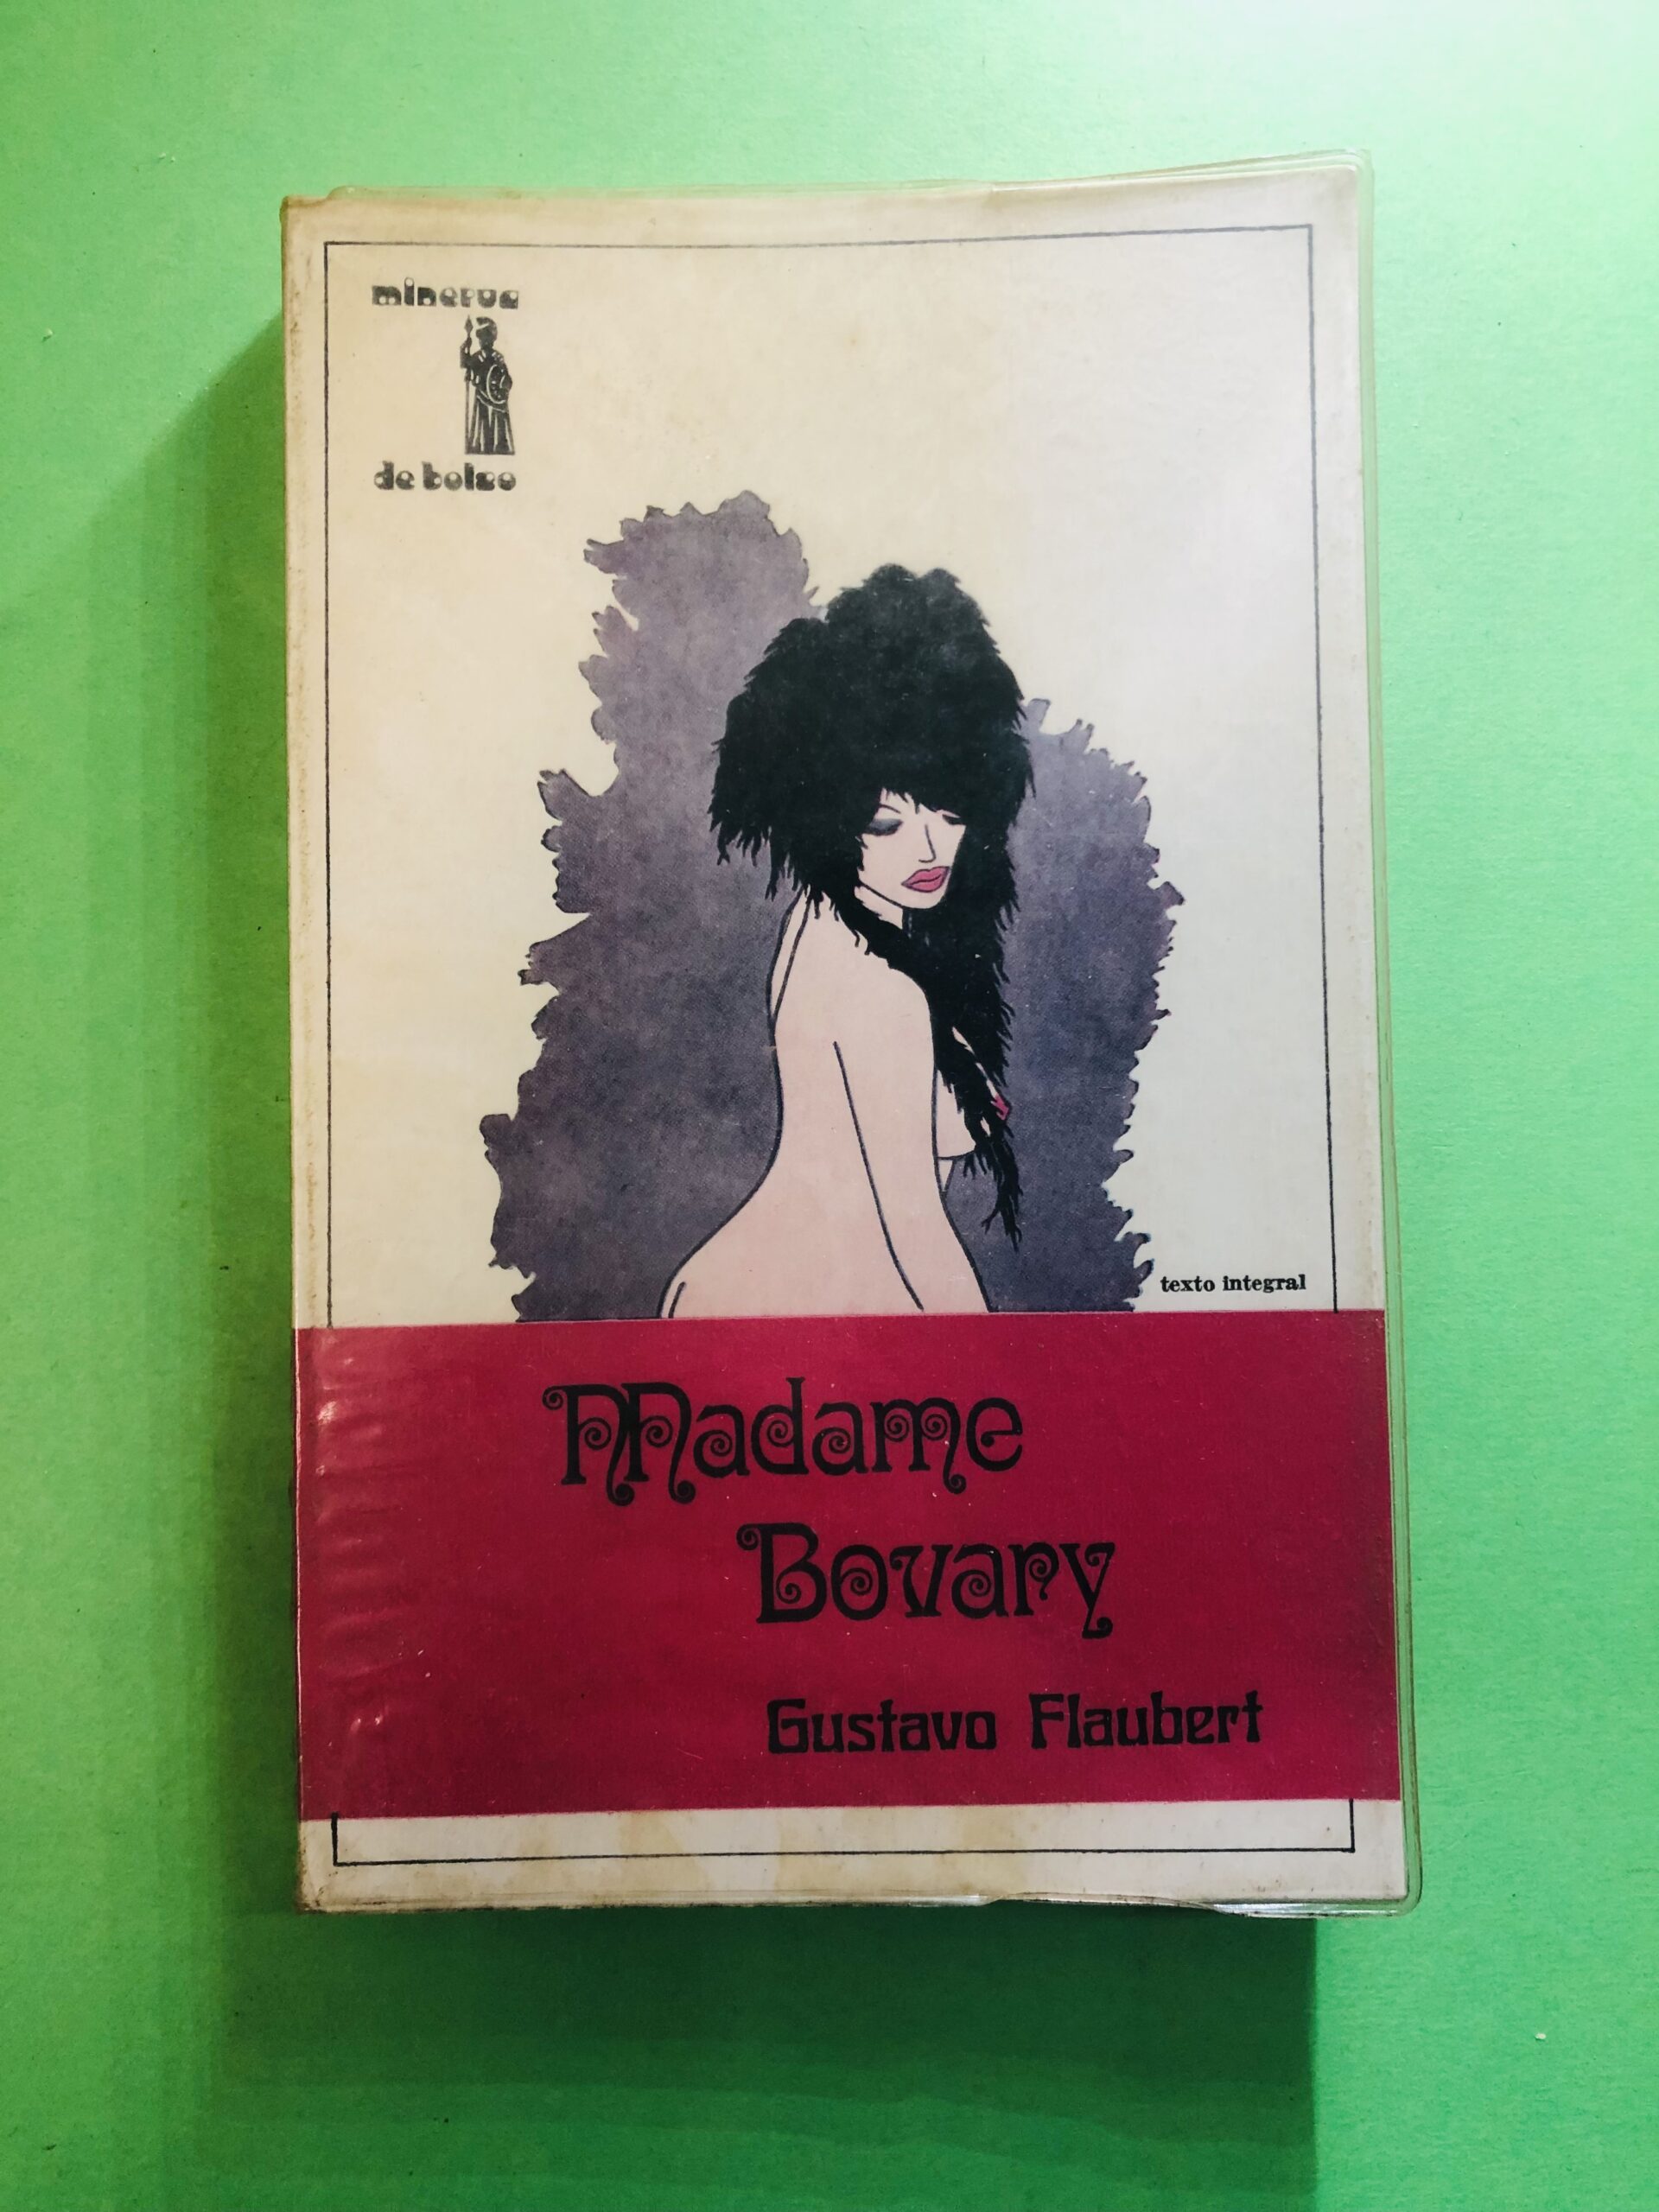 minerva
de bolso
texto integral
Madame
Bovary
Gustavo Flaubert